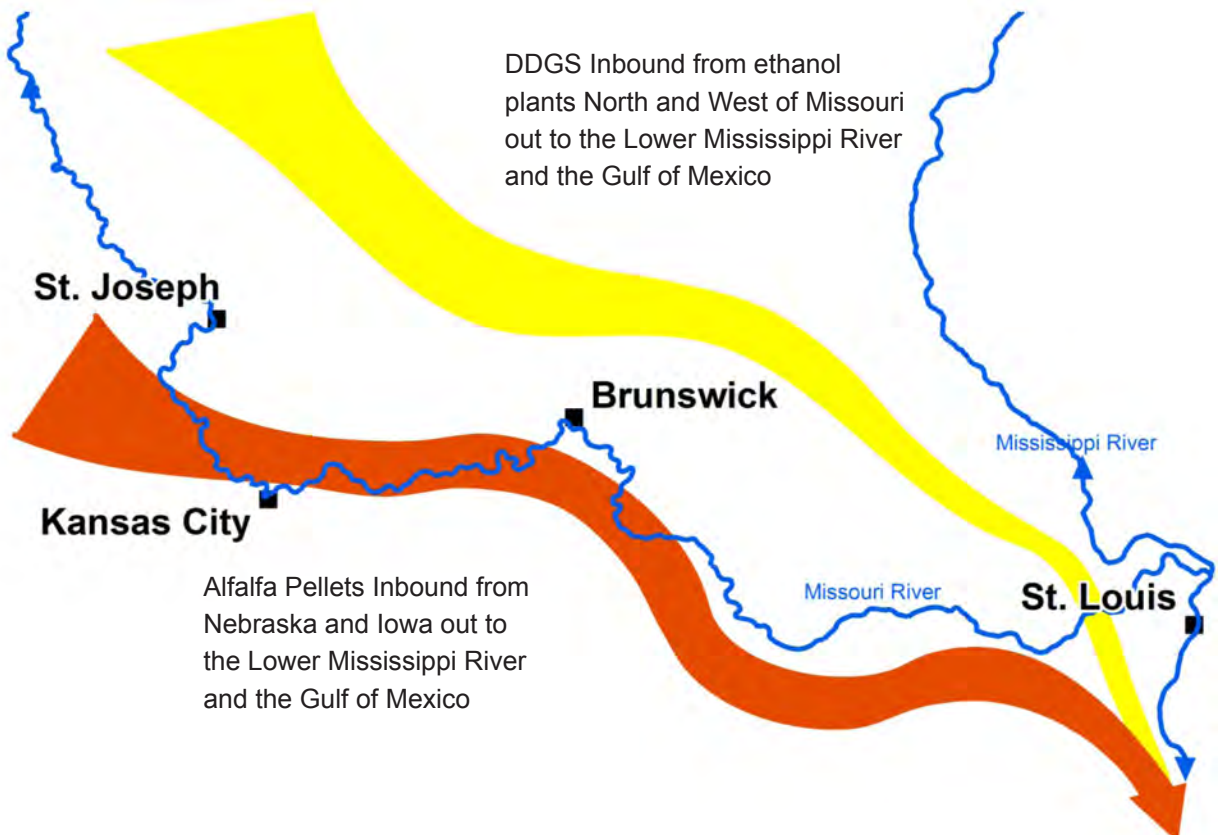 DDGS Inbound from ethanol
plants North and West of Missouri
out to the Lower Mississippi River
and the Gulf of Mexico
St. Joseph
Brunswick
Mississippi River
Kansas City
Alfalfa Pellets Inbound from
Nebraska and Iowa out to
the Lower Mississippi River
and the Gulf of Mexico
Missouri River
St. Louis